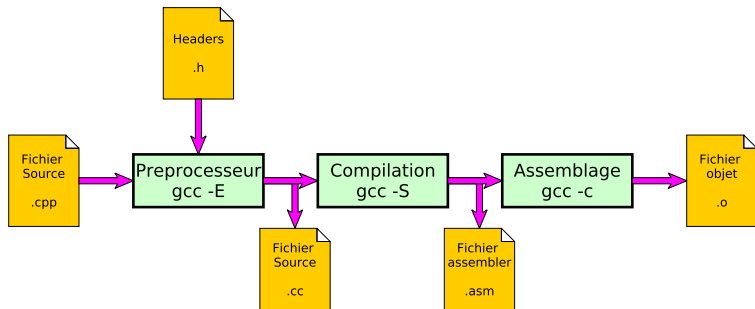 Headers
.h
Fichier
Source
.cpp
Preprocesseur
gcc -E
Compilation
gcc -S
Assemblage
gcc -c
Fichier
objet
.o
Fichier
Source
.cc
Fichier
assembler
.asm